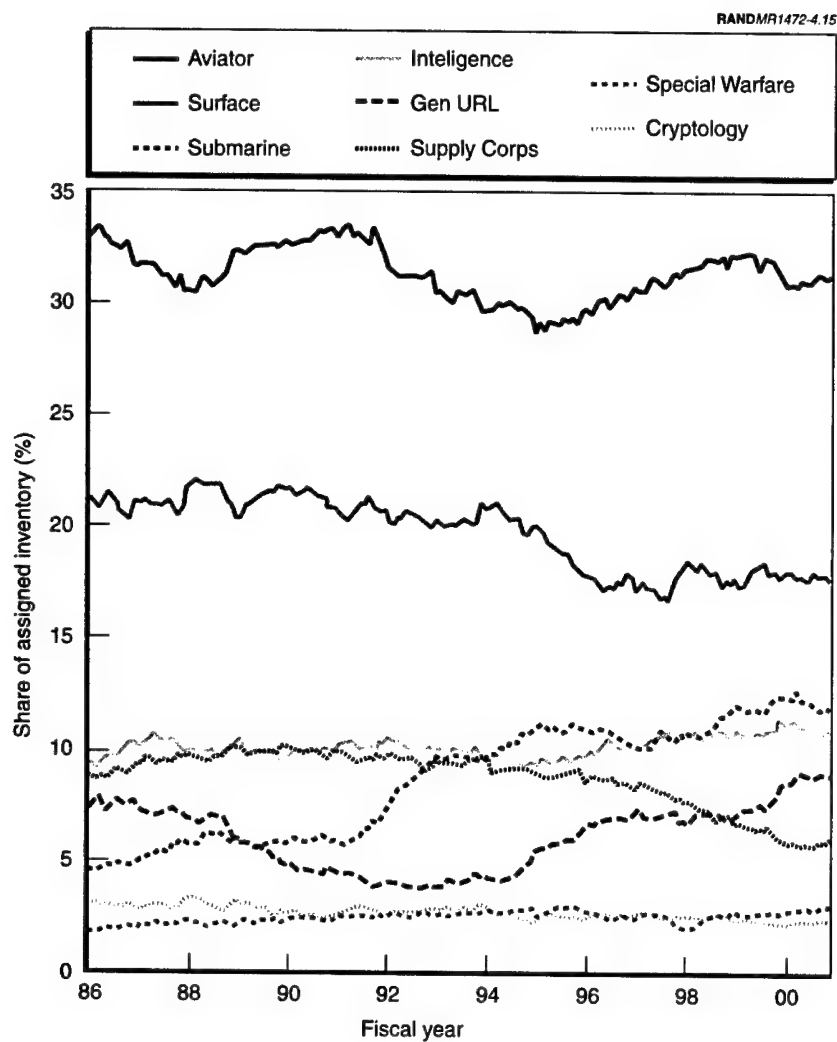 RANDMR1472-4.15
Aviator
Surface
Submarine
Inteligence
Gen URL
Supply Corps
Special Warfare
Cryptology
35
30
25
20
15
10
5
0
Share of assigned inventory (%)
86 88 90 92 94 96 98 00
Fiscal year